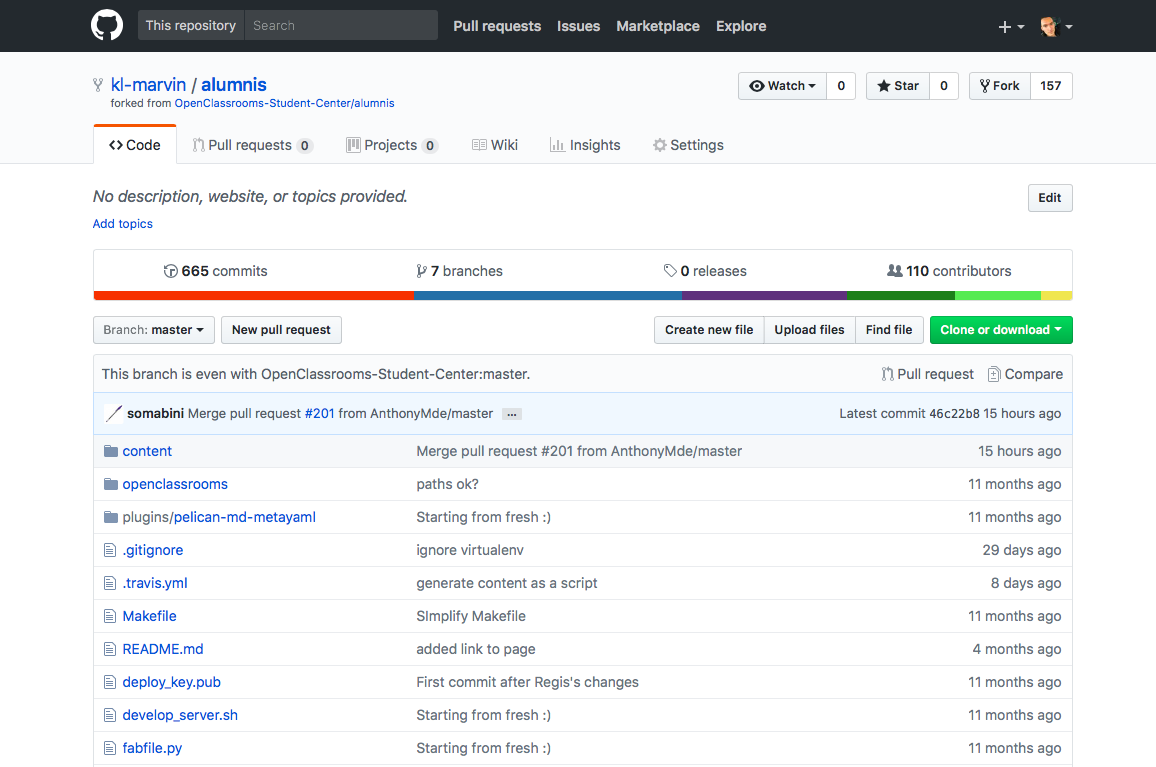 This repository Search Pull requests Issues Marketplace Explore
kl-marvin / alumnis Watch 0 Star 0 Fork 157
forked from OpenClassrooms-Student-Center/alumnis
Code Pull requests 0 Projects 0 Wiki Insights Settings
No description, website, or topics provided. Edit
Add topics
665 commits 7 branches 0 releases 110 contributors
Branch: master New pull request Create new file Upload files Find file Clone or download
This branch is even with OpenClassrooms-Student-Center:master. Pull request Compare
somabini Merge pull request #201 from AnthonyMde/master ... Latest commit 46c22b8 15 hours ago
content Merge pull request #201 from AnthonyMde/master 15 hours ago
openclassrooms paths ok? 11 months ago
plugins/pelican-md-metayaml Starting from fresh :) 11 months ago
.gitignore ignore virtualenv 29 days ago
.travis.yml generate content as a script 8 days ago
Makefile SImplify Makefile 11 months ago
README.md added link to page 4 months ago
deploy_key.pub First commit after Regis's changes 11 months ago
develop_server.sh Starting from fresh :) 11 months ago
fabfile.py Starting from fresh :) 11 months ago